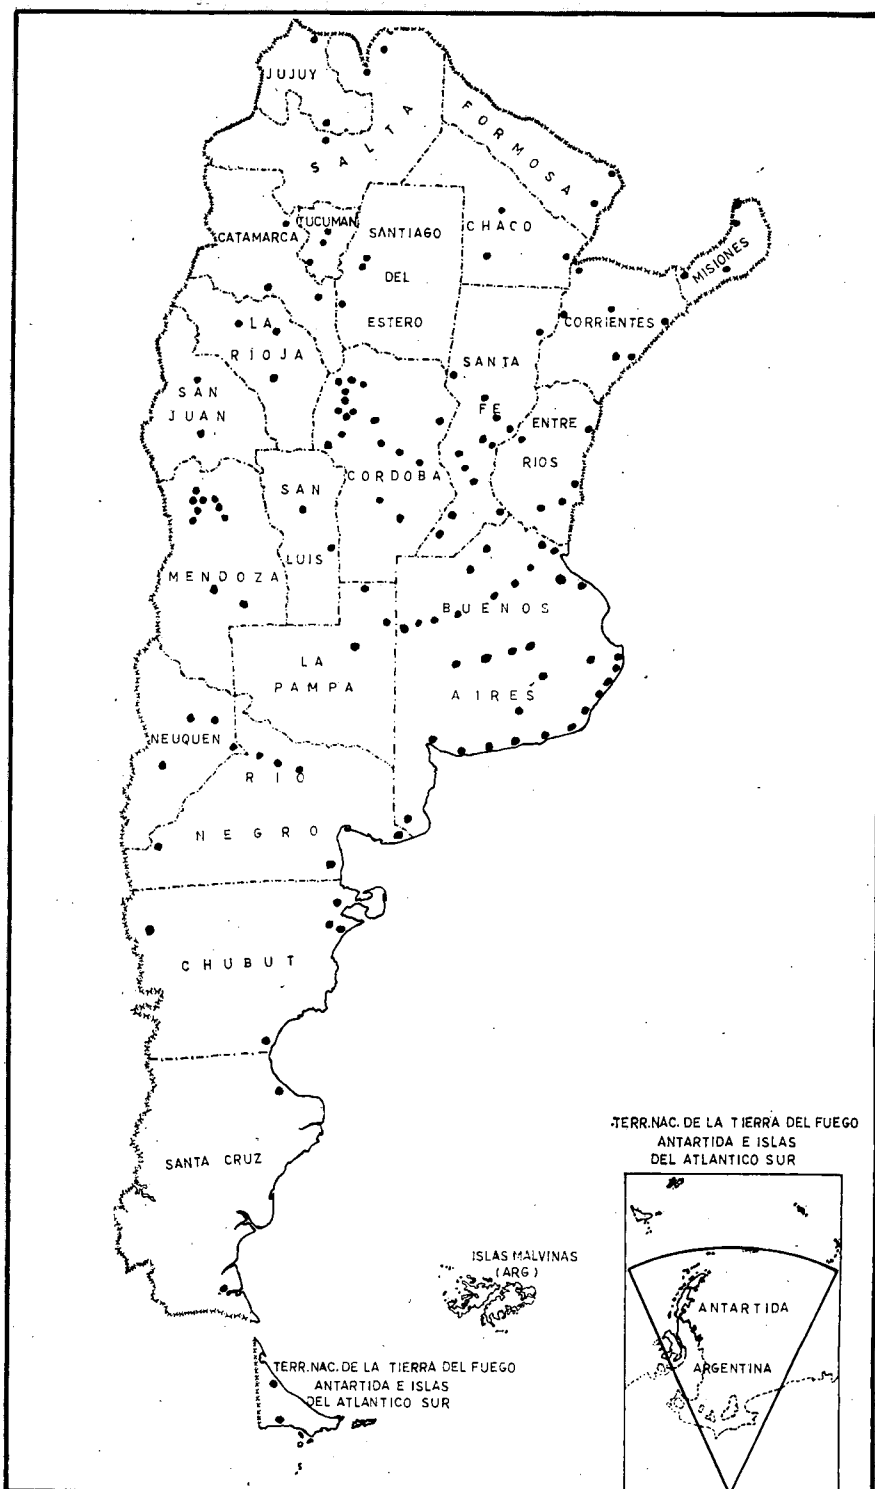 JUJUY
SALTA
FORMOSA
CATAMARCA
TUCUMAN
SANTIAGO
DEL
ESTERO
CHACO
MISIONES
CORRIENTES
LA
RIOJA
SANTA
FE
SAN
JUAN
ENTRE
RIOS
CORDOBA
SAN
LUIS
MENDOZA
BUENOS
AIRES
LA
PAMPA
NEUQUEN
RIO
NEGRO
CHUBUT
SANTA CRUZ
TERR.NAC. DE LA TIERRA DEL FUEGO
ANTARTIDA E ISLAS
DEL ATLANTICO SUR
ISLAS MALVINAS
(ARG)
ANTARTIDA
ARGENTINA
TERR.NAC. DE LA TIERRA DEL FUEGO
ANTARTIDA E ISLAS
DEL ATLANTICO SUR